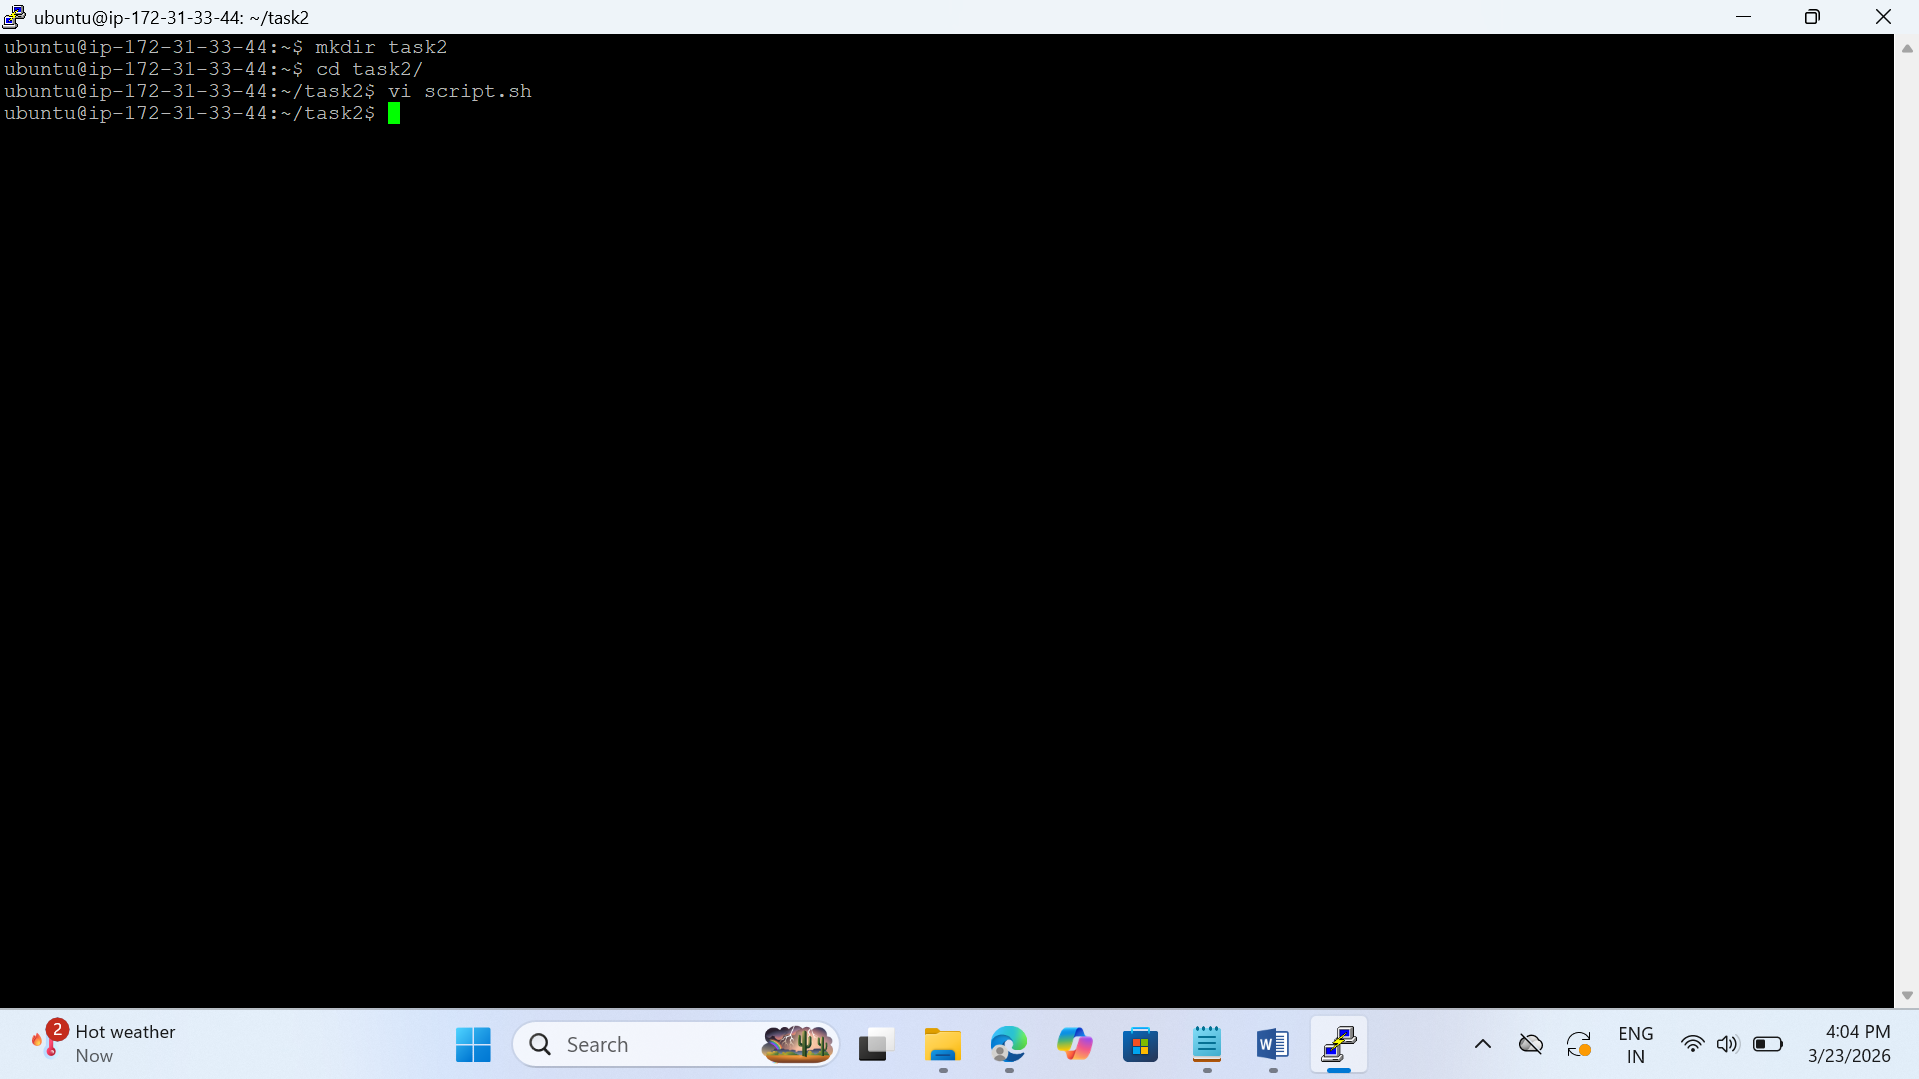 ubuntu@ip-172-31-33-44: ~/task2
ubuntu@ip-172-31-33-44:~$ mkdir task2
ubuntu@ip-172-31-33-44:~$ cd task2/
ubuntu@ip-172-31-33-44:~/task2$ vi script.sh
ubuntu@ip-172-31-33-44:~/task2$
2
Hot weather
Now
Search
W
ENG
IN
4:04 PM
3/23/2026